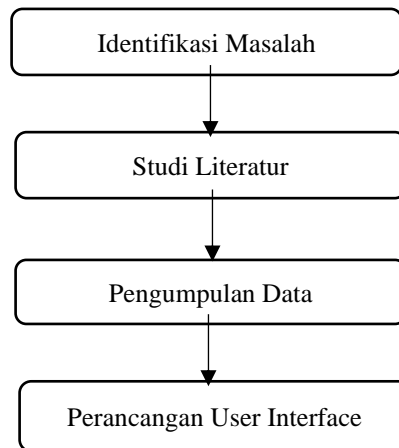 Identifikasi Masalah
Studi Literatur
Pengumpulan Data
Perancangan User Interface